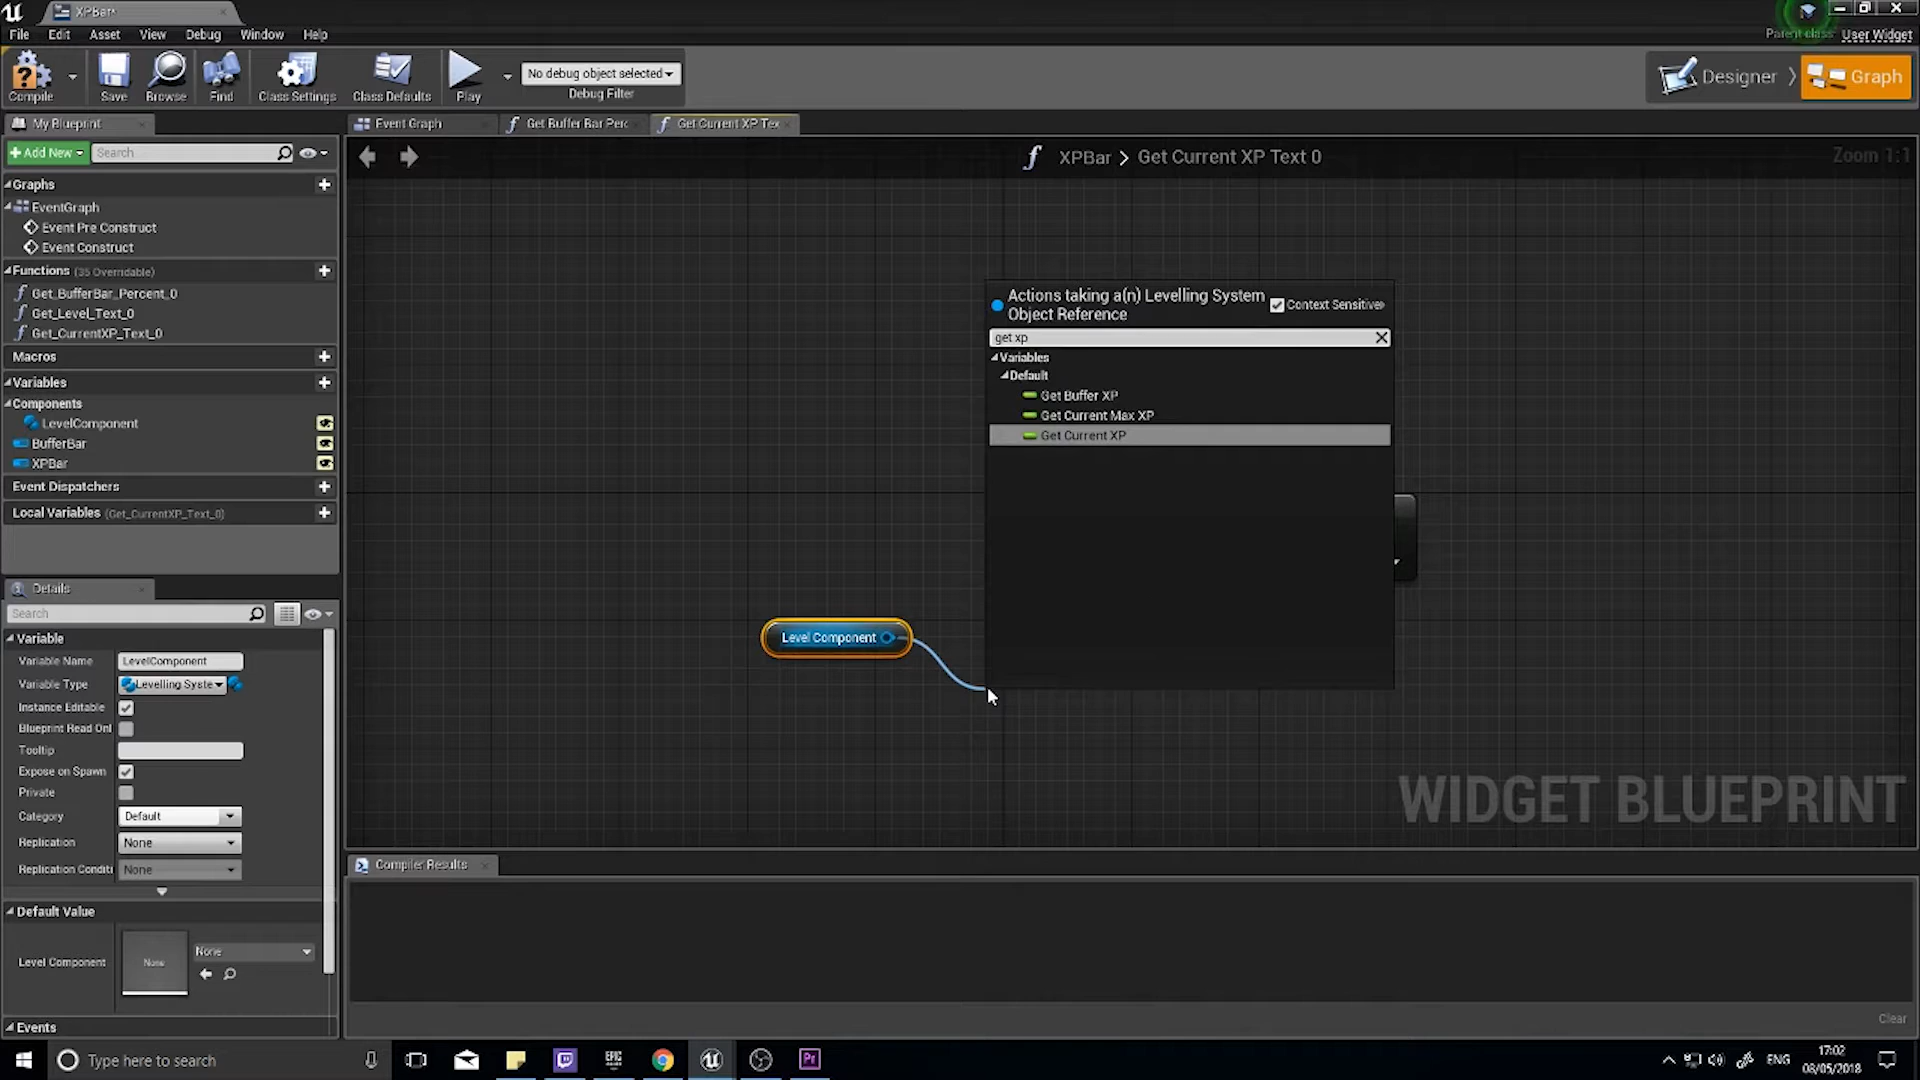 XPBar*
File Edit Asset View Debug Window Help
Parent class: User Widget
Compile Save Browse Find Class Settings Class Defaults Play
No debug object selected
Debug Filter
Designer Graph
My Blueprint
Event Graph
Get Buffer Bar Perc
Get Current XP Tex
+ Add New Search
XPBar > Get Current XP Text 0
Zoom 1:1
Graphs
EventGraph
Event Pre Construct
Event Construct
Functions (35 Overridable)
Get_BufferBar_Percent_0
Get_Level_Text_0
Get_CurrentXP_Text_0
Macros
Variables
Components
LevelComponent
BufferBar
XPBar
Event Dispatchers
Local Variables (Get_CurrentXP_Text_0)
Actions taking a(n) Levelling System
Object Reference
Context Sensitive
get xp
Variables
Default
Get Buffer XP
Get Current Max XP
Get Current XP
Level Component
WIDGET BLUEPRINT
Details
Search
Variable
Variable Name LevelComponent
Variable Type Levelling Syste
Instance Editable
Blueprint Read Onl
Tooltip
Expose on Spawn
Private
Category Default
Replication None
Replication Conditi None
Default Value
Level Component None None
Events
Compiler Results
Clear
Type here to search
EPIC
Pr
ENG
17:02
08/05/2018